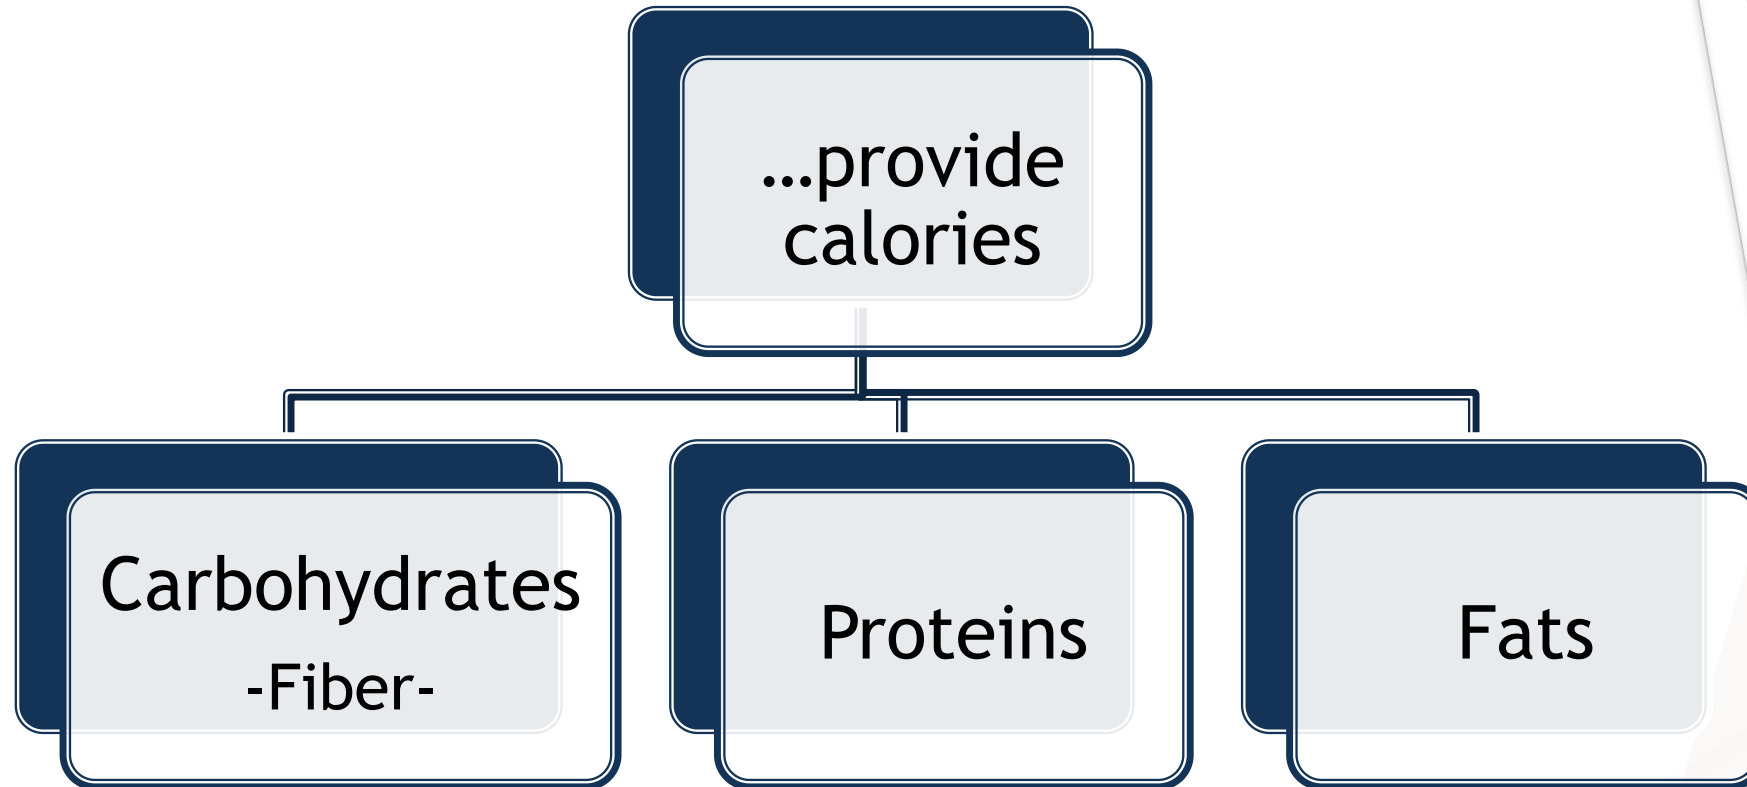 …provide
calories
Carbohydrates
-Fiber-
Proteins
Fats